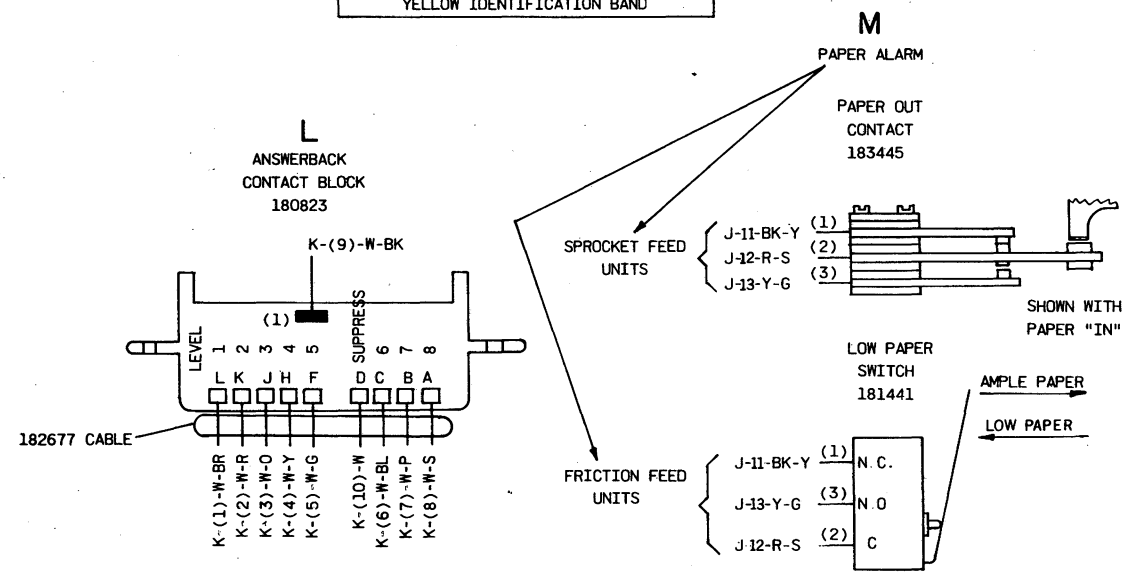 YELLOW IDENTIFICATION BAND
M
PAPER ALARM
PAPER OUT
CONTACT
183445
L
ANSWERBACK
CONTACT BLOCK
180823
K-(9)-W-BK
SPROCKET FEED
UNITS
J-11-BK-Y (1)
J-12-R-S (2)
J-13-Y-G (3)
SHOWN WITH
PAPER "IN"
(1)
LEVEL
1 2 3 4 5 SUPPRESS 6 7 8
L K J H F D C B A
182677 CABLE
K-(1)-W-BR
K-(2)-W-R
K-(3)-W-O
K-(4)-W-Y
K-(5)-W-G
K-(10)-W
K-(6)-W-BL
K-(7)-W-P
K-(8)-W-S
LOW PAPER
SWITCH
181441
AMPLE PAPER
LOW PAPER
FRICTION FEED
UNITS
J-11-BK-Y (1) N.C.
J-13-Y-G (3) N.O
J-12-R-S (2) C